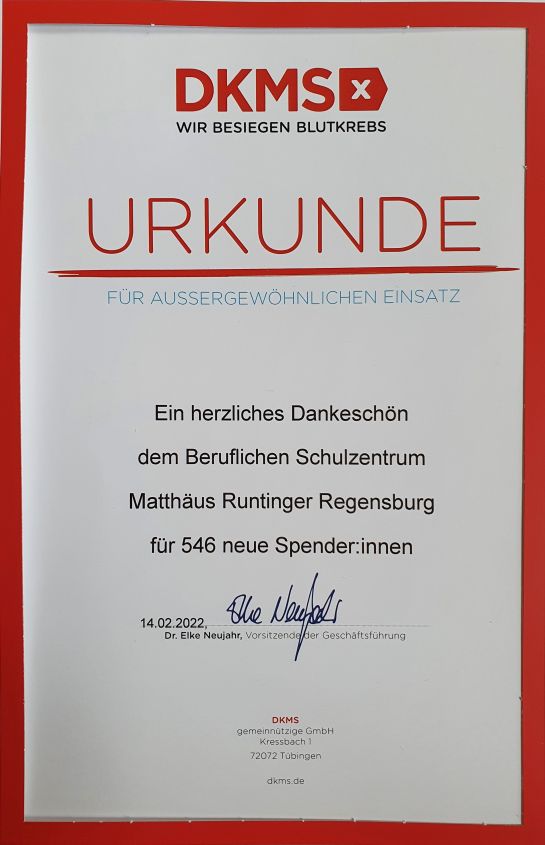 DKMS x
WIR BESIEGEN BLUTKREBS
URKUNDE
FÜR AUSSERGEWÖHNLICHEN EINSATZ
Ein herzliches Dankeschön
dem Beruflichen Schulzentrum
Matthäus Runtinger Regensburg
für 546 neue Spender:innen
14.02.2022, Elke Neujahr
Dr. Elke Neujahr, Vorsitzende der Geschäftsführung
DKMS
gemeinnützige GmbH
Kressbach 1
72072 Tübingen
dkms.de